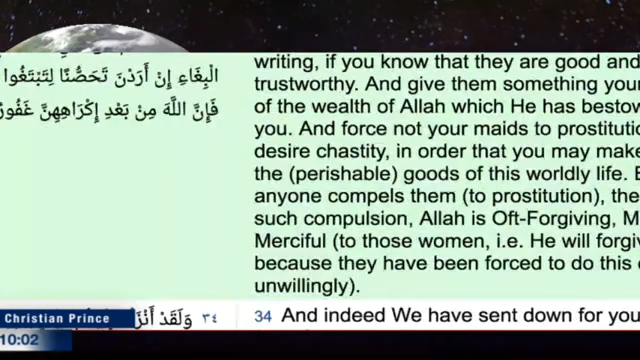 الْبِغَاءِ إِنْ أَرَدْنَ تَحَصُّنًا لِتَبْتَغُوا
فَإِنَّ اللَّهَ مِنْ بَعْدِ إِكْرَاهِهِنَّ غَفُورٌ
writing, if you know that they are good and
trustworthy. And give them something your
of the wealth of Allah which He has bestow
you. And force not your maids to prostitutio
desire chastity, in order that you may make
the (perishable) goods of this worldly life. B
anyone compels them (to prostitution), the
such compulsion, Allah is Oft-Forgiving, M
Merciful (to those women, i.e. He will forgiv
because they have been forced to do this e
unwillingly).
٣٤ وَلَقَدْ
34 And indeed We have sent down for you
Christian Prince
10:02